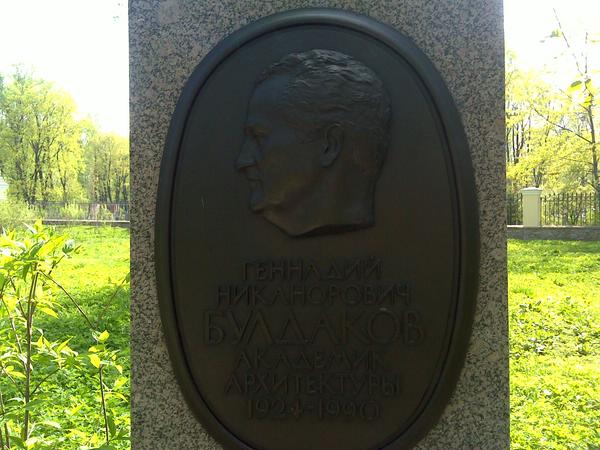 ГЕННАДИЙ
НИКАНОРОВИЧ
БУЛДАКОВ
АКАДЕМИК
АРХИТЕКТУРЫ
1924-1990